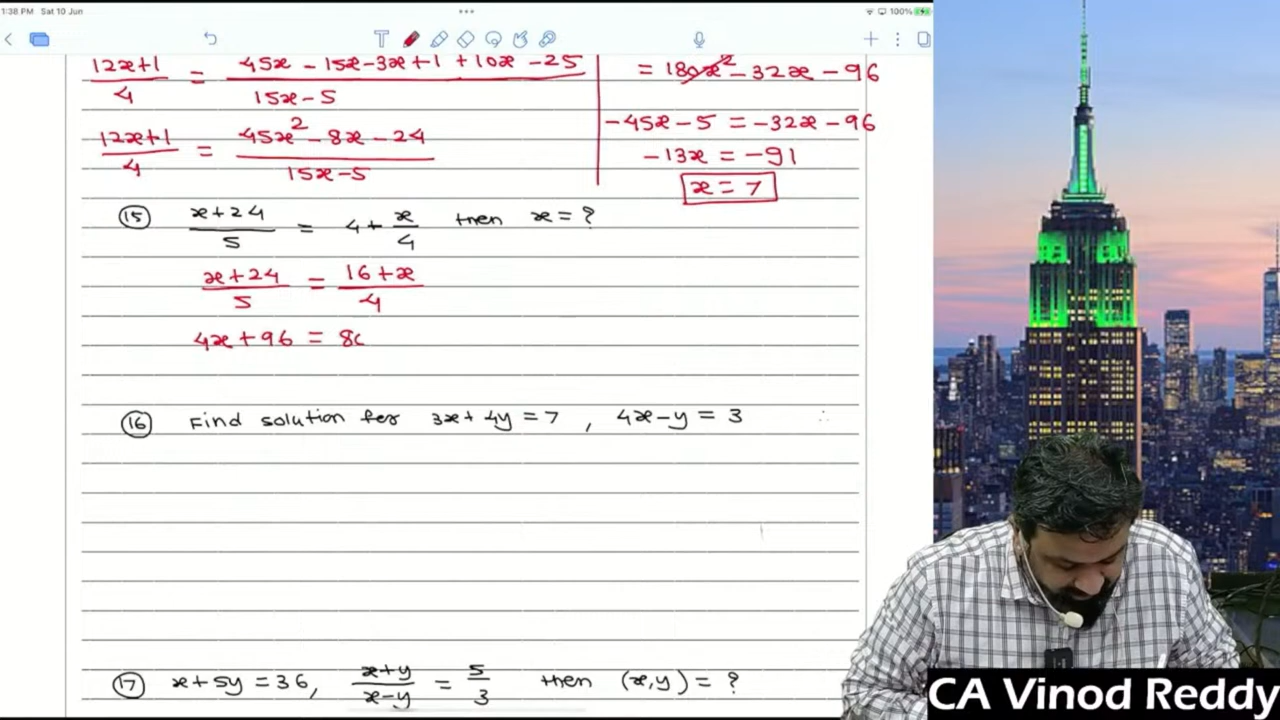 1:38 PM Sat 10 Jun
100%
12x+1/4 = 45x - 15x - 3x + 1 + 10x - 25/15x - 5
12x+1/4 = 45x² - 8x - 24/15x - 5
= 180x² - 32x - 96
-45x - 5 = -32x - 96
-13x = -91
x = 7
(15) x+24/5 = 4 + x/4 then x = ?
x+24/5 = 16+x/4
4x + 96 = 80
(16) Find solution for 3x + 4y = 7 , 4x - y = 3
(17) x + 5y = 36, x+y/x-y = 5/3 then (x,y) = ?
CA Vinod Reddy